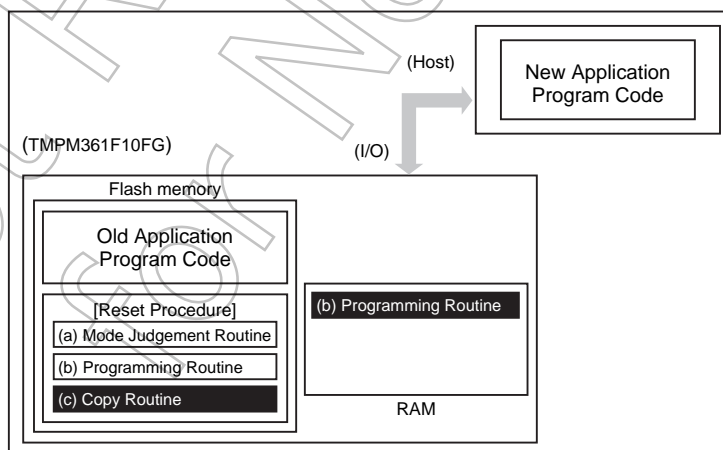 (Host)
New Application
Program Code
(TMPM361F10FG)
(I/O)
Flash memory
Old Application
Program Code
[Reset Procedure]
(a) Mode Judgement Routine
(b) Programming Routine
(c) Copy Routine
(b) Programming Routine
RAM